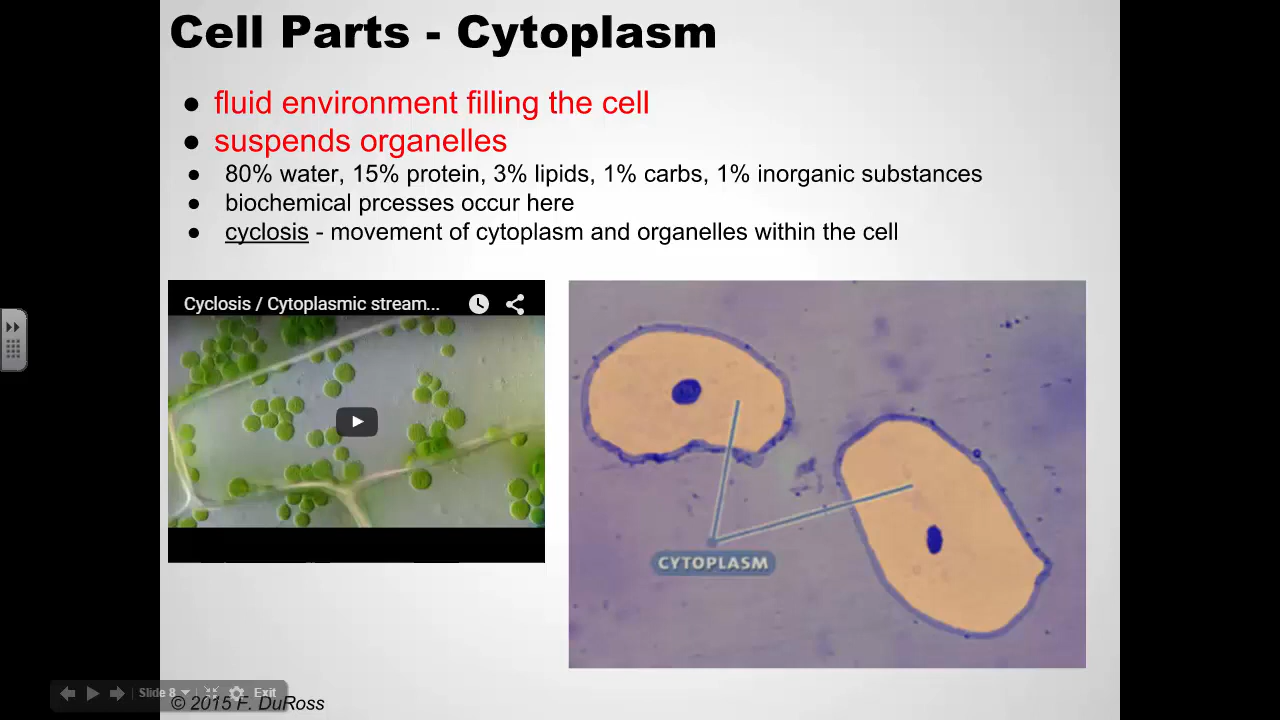 Cell Parts - Cytoplasm
● fluid environment filling the cell
● suspends organelles
● 80% water, 15% protein, 3% lipids, 1% carbs, 1% inorganic substances
● biochemical prcesses occur here
● cyclosis - movement of cytoplasm and organelles within the cell
Cyclosis / Cytoplasmic stream...
CYTOPLASM
Slide 8
Exit
© 2015 F. DuRoss